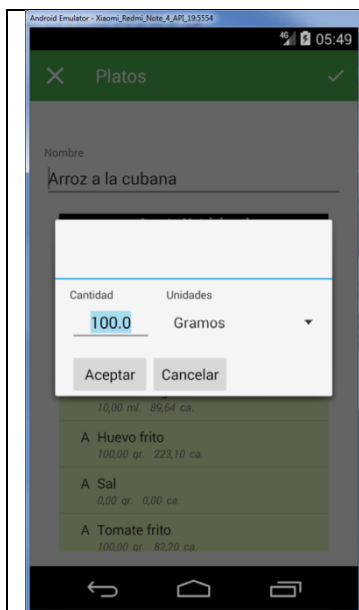 Android Emulator - Xiaomi_Redmi_Note_4_API_19:5554
4G 05:49
Platos
Nombre
Arroz a la cubana
Cantidad Unidades
100.0 Gramos
Aceptar Cancelar
10,00 ml. 89,64 ca.
A Huevo frito
100,00 gr. 223,10 ca.
A Sal
0,00 gr. 0,00 ca.
A Tomate frito
100,00 gr. 82,20 ca.